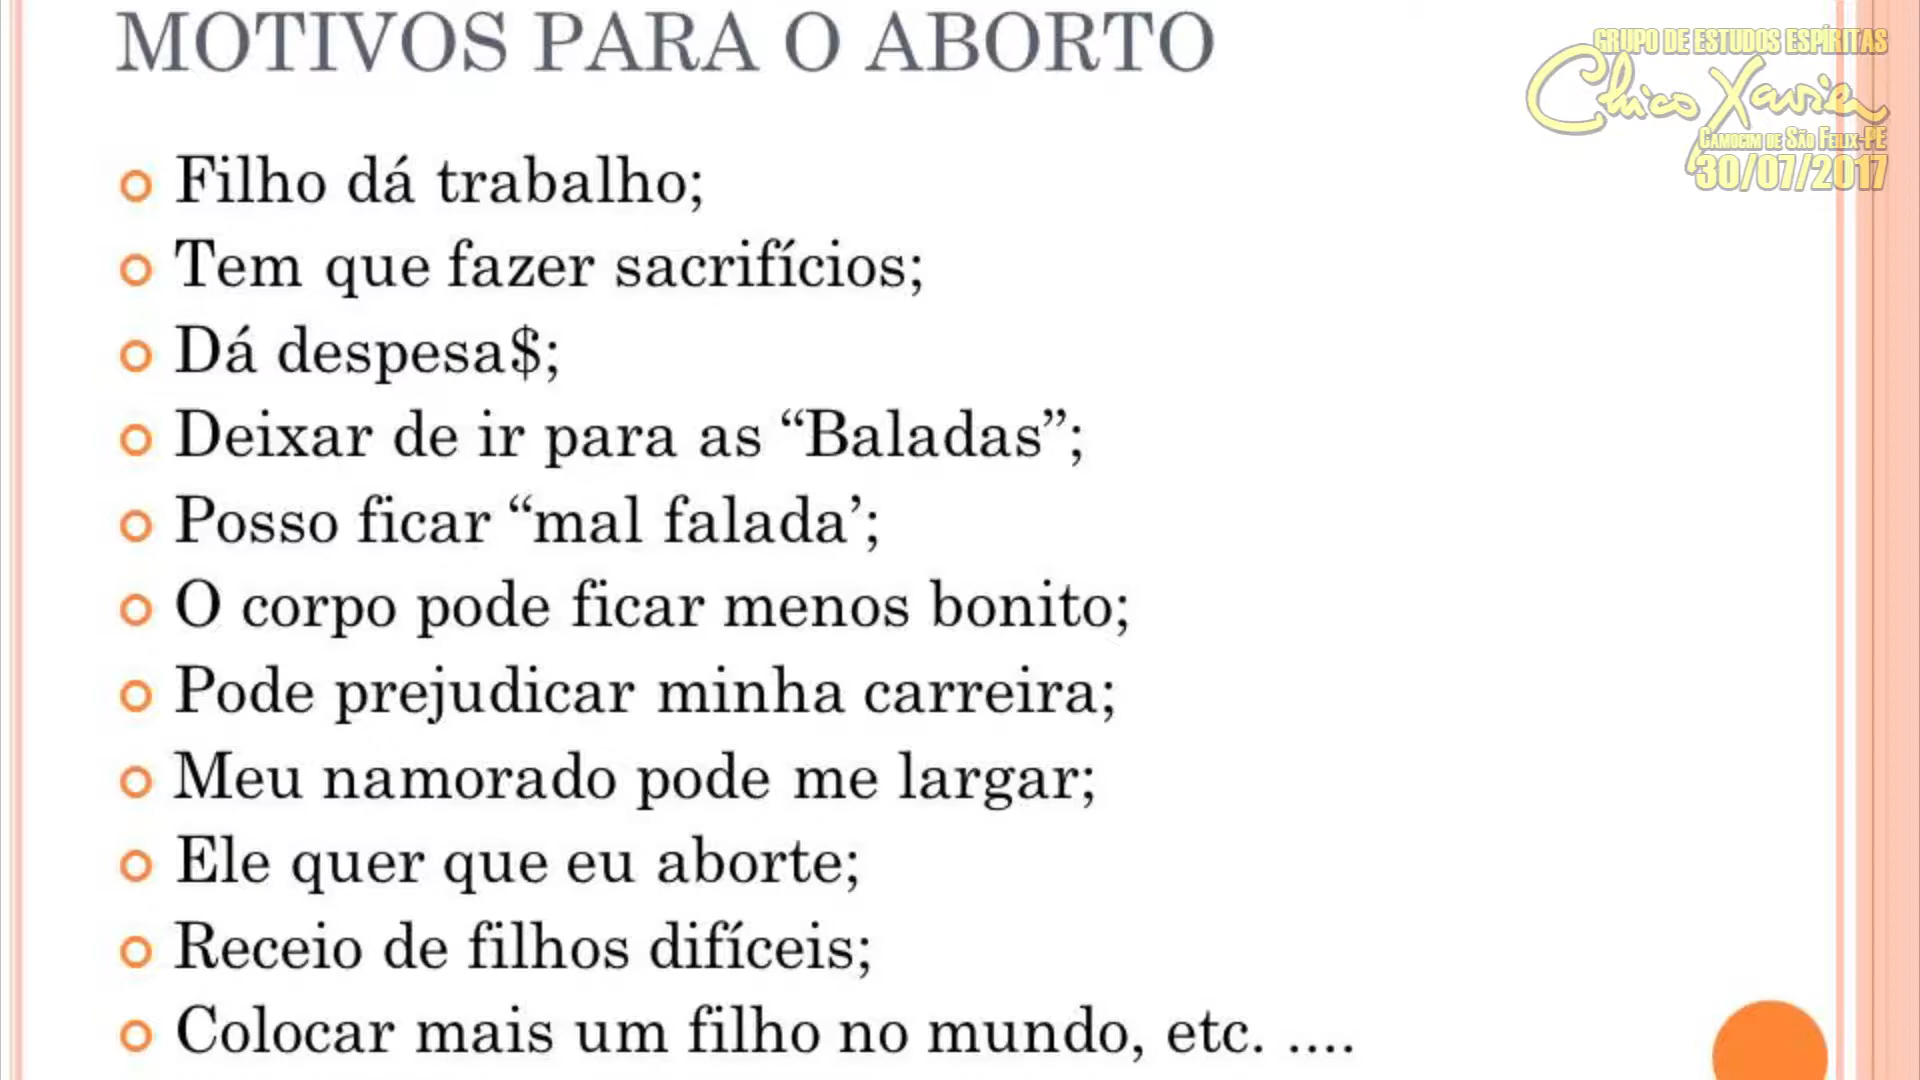 MOTIVOS PARA O ABORTO
GRUPO DE ESTUDOS ESPÍRITAS
Chico Xavier
CAMOCIM DE SÃO FELIX-PE
30/07/2017
Filho dá trabalho;
Tem que fazer sacrifícios;
Dá despesa$;
Deixar de ir para as “Baladas”;
Posso ficar “mal falada’;
O corpo pode ficar menos bonito;
Pode prejudicar minha carreira;
Meu namorado pode me largar;
Ele quer que eu aborte;
Receio de filhos difíceis;
Colocar mais um filho no mundo, etc. ....